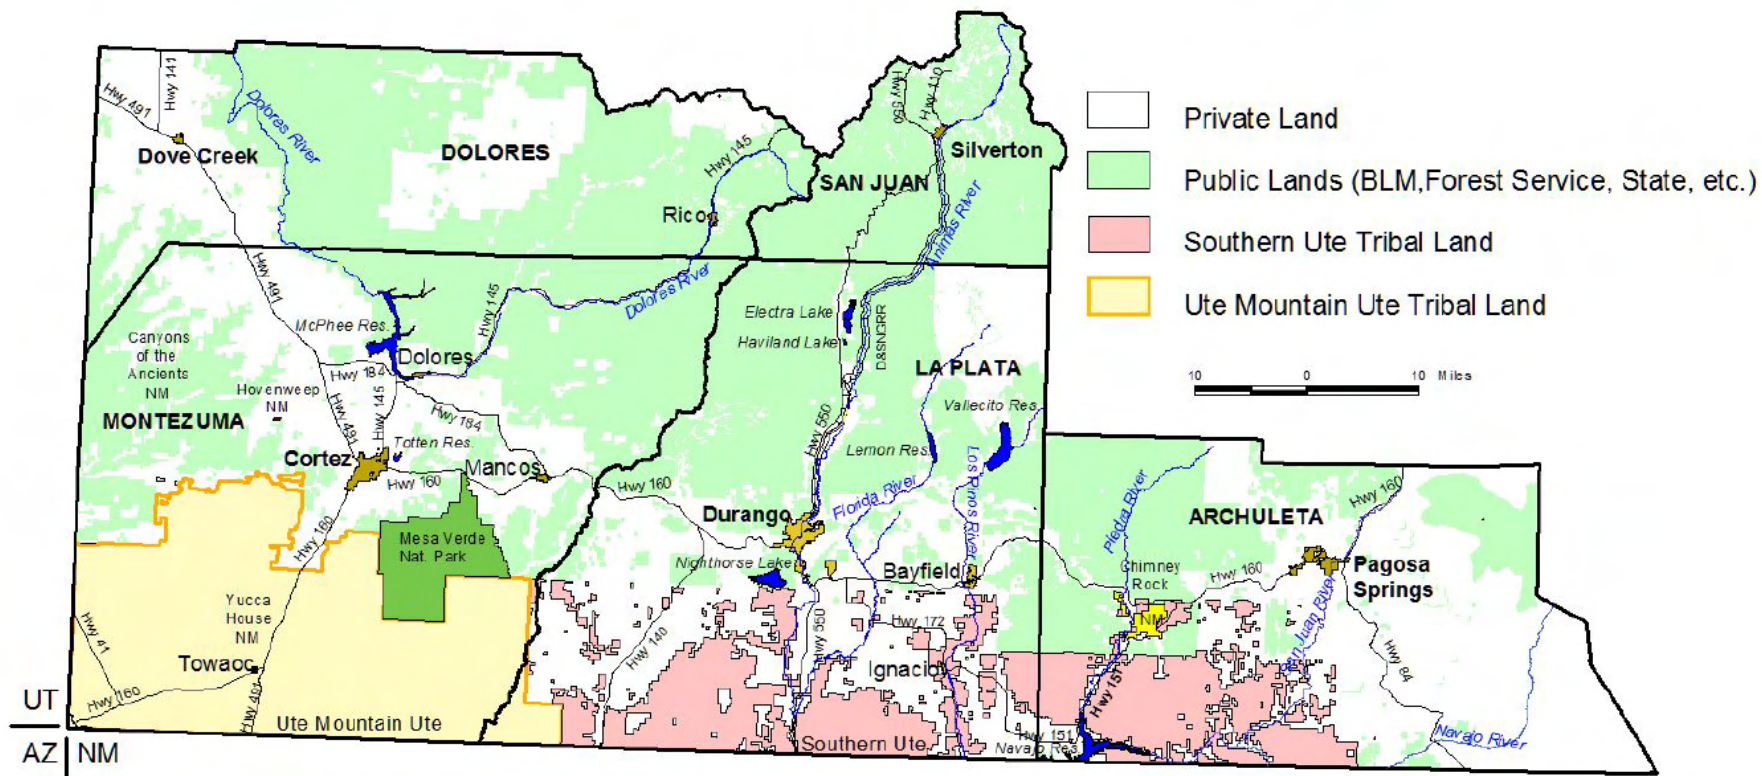 Hwy 141
Hwy 491
Dove Creek
Dolores River
DOLORES
Hwy 145
Rico
Hwy 550
Hwy 110
Silverton
SAN JUAN
Animas River
Private Land
Public Lands (BLM,Forest Service, State, etc.)
Southern Ute Tribal Land
Ute Mountain Ute Tribal Land
10 0 10 Miles
Hwy 491
Hwy 145
Dolores River
McPhee Res.
Dolores
Canyons
of the
Ancients
NM
Hovenweep
NM
Hwy 184
Hwy 145
Hwy 491
Hwy 184
MONTEZUMA
Totten Res.
Cortez
Mancos
Hwy 160
Hwy 160
Hwy 160
Electra Lake
Haviland Lake
D&SNGRR
LA PLATA
Vallecito Res.
Hwy 550
Lemon Res.
Los Pinos River
Florida River
Durango
Nighthorse Lake
Bayfield
Mesa Verde
Nat. Park
Yucca
House
NM
Towaoc
Hwy 41
Hwy 160
Hwy 491
Ute Mountain Ute
Hwy 140
Hwy 550
Hwy 172
Ignacio
Southern Ute
Hwy 151
Navajo Res.
Hwy 151
Piedra River
ARCHULETA
Hwy 160
Chimney
Rock
NM
Hwy 160
Pagosa
Springs
San Juan River
Hwy 84
Navajo River
UT
AZ
NM